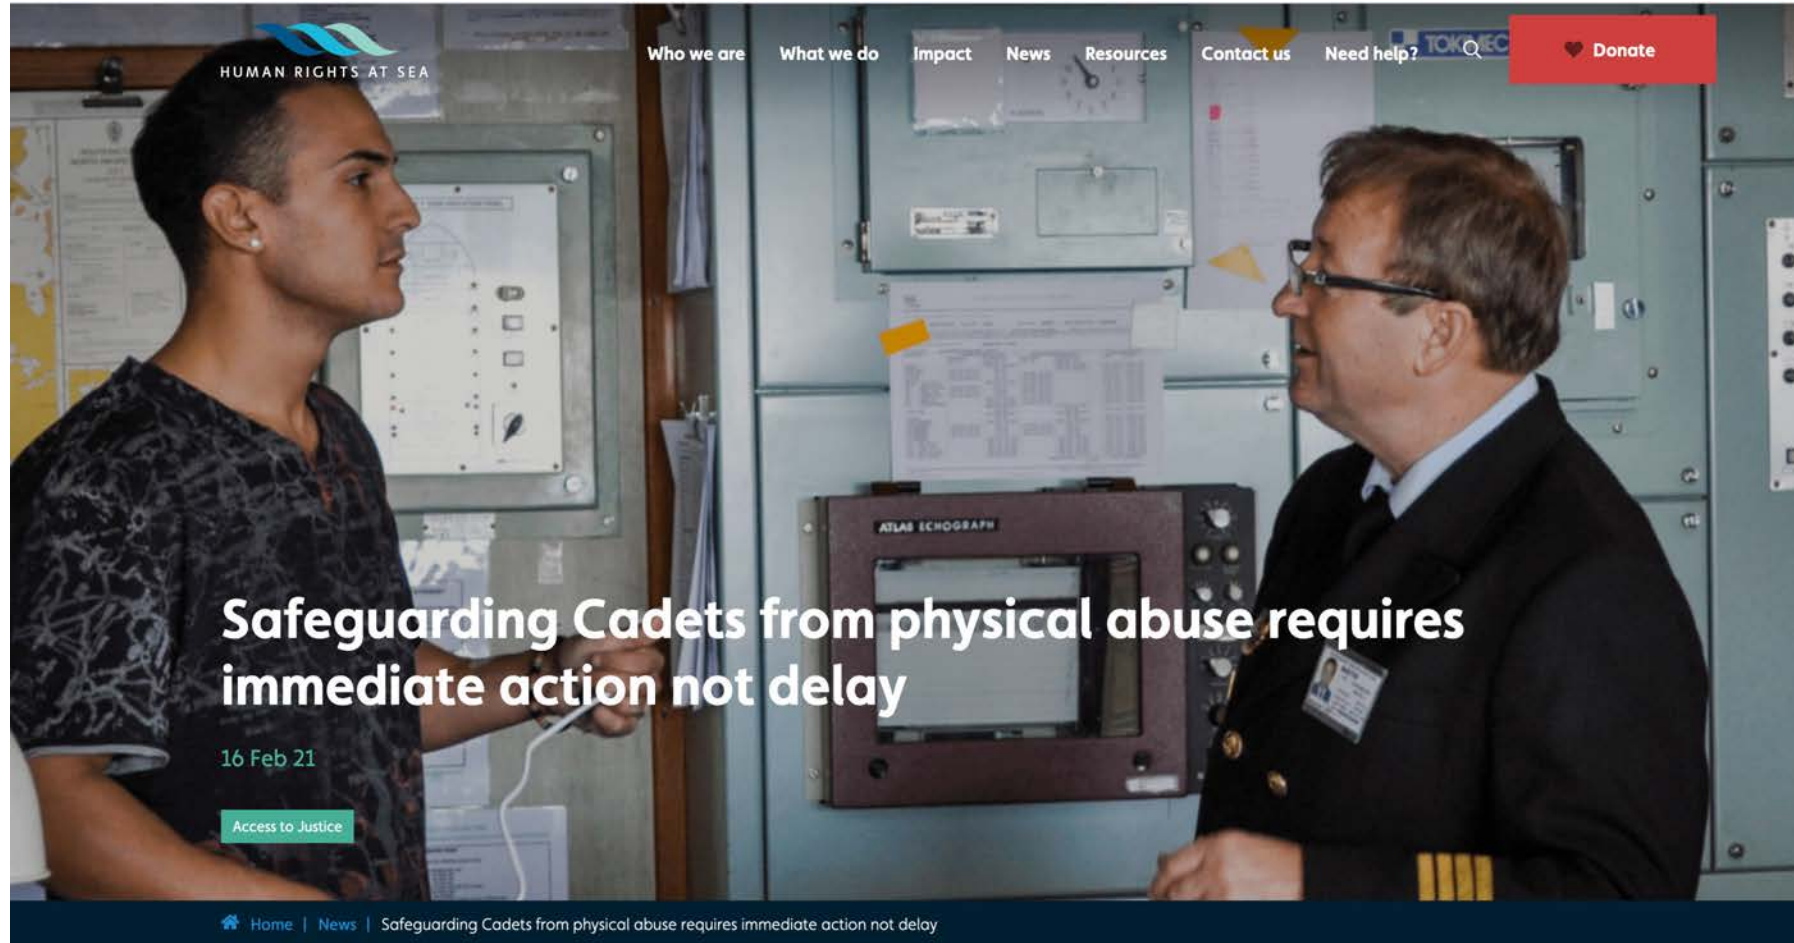 HUMAN RIGHTS AT SEA
Who we are What we do Impact News Resources Contact us Need help? Donate
TOKIMEC
ATLAS ECHOGRAPH
Safeguarding Cadets from physical abuse requires
immediate action not delay
16 Feb 21
Access to Justice
Home | News | Safeguarding Cadets from physical abuse requires immediate action not delay